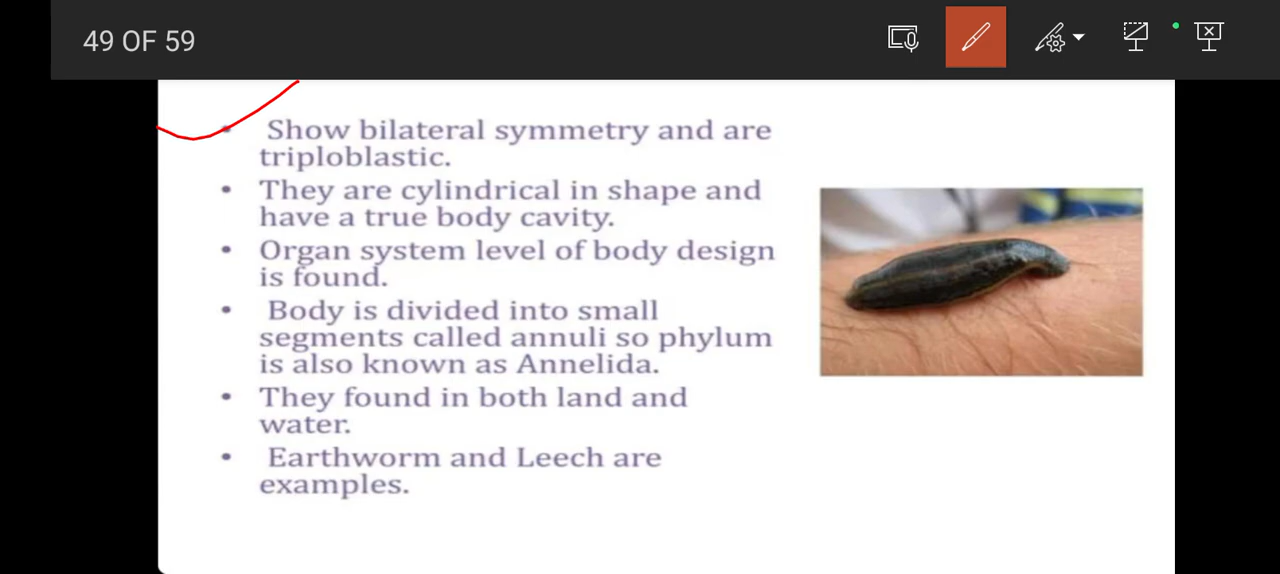 49 OF 59
• Show bilateral symmetry and are
triploblastic.
• They are cylindrical in shape and
have a true body cavity.
• Organ system level of body design
is found.
• Body is divided into small
segments called annuli so phylum
is also known as Annelida.
• They found in both land and
water.
• Earthworm and Leech are
examples.